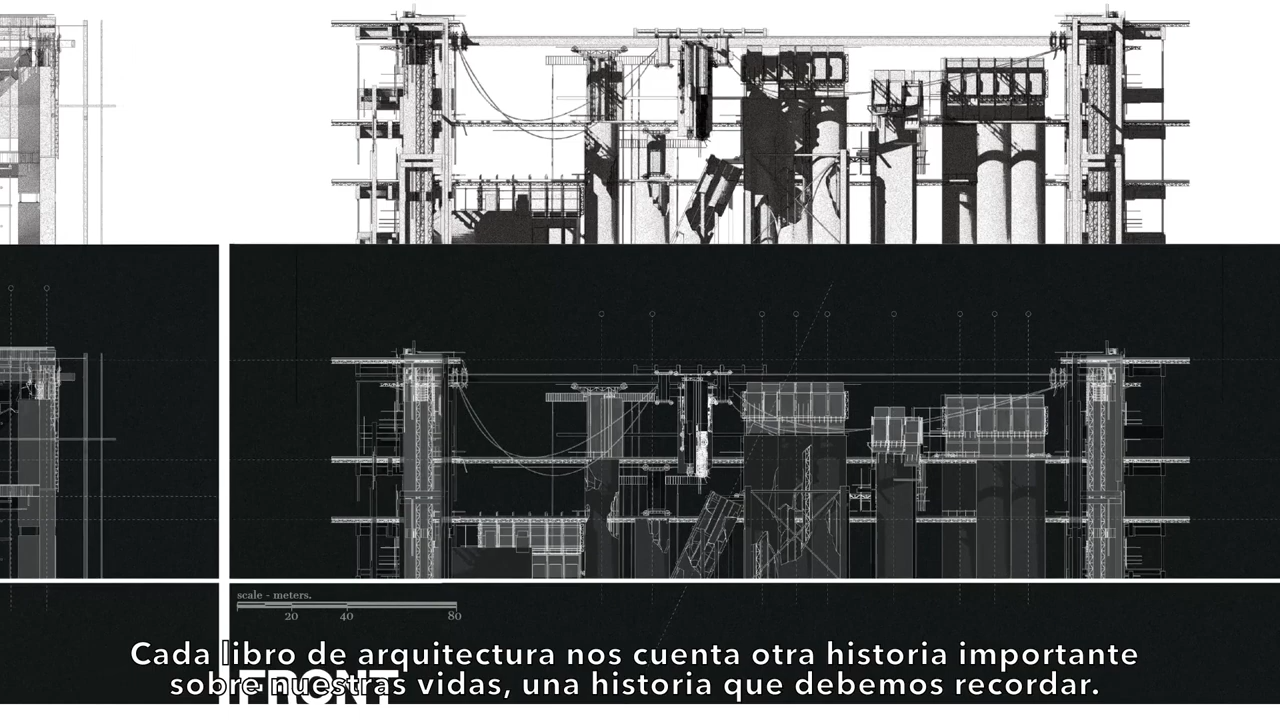 scale - meters.
20 40 80
Cada libro de arquitectura nos cuenta otra historia importante
sobre nuestras vidas, una historia que debemos recordar.
FRONT